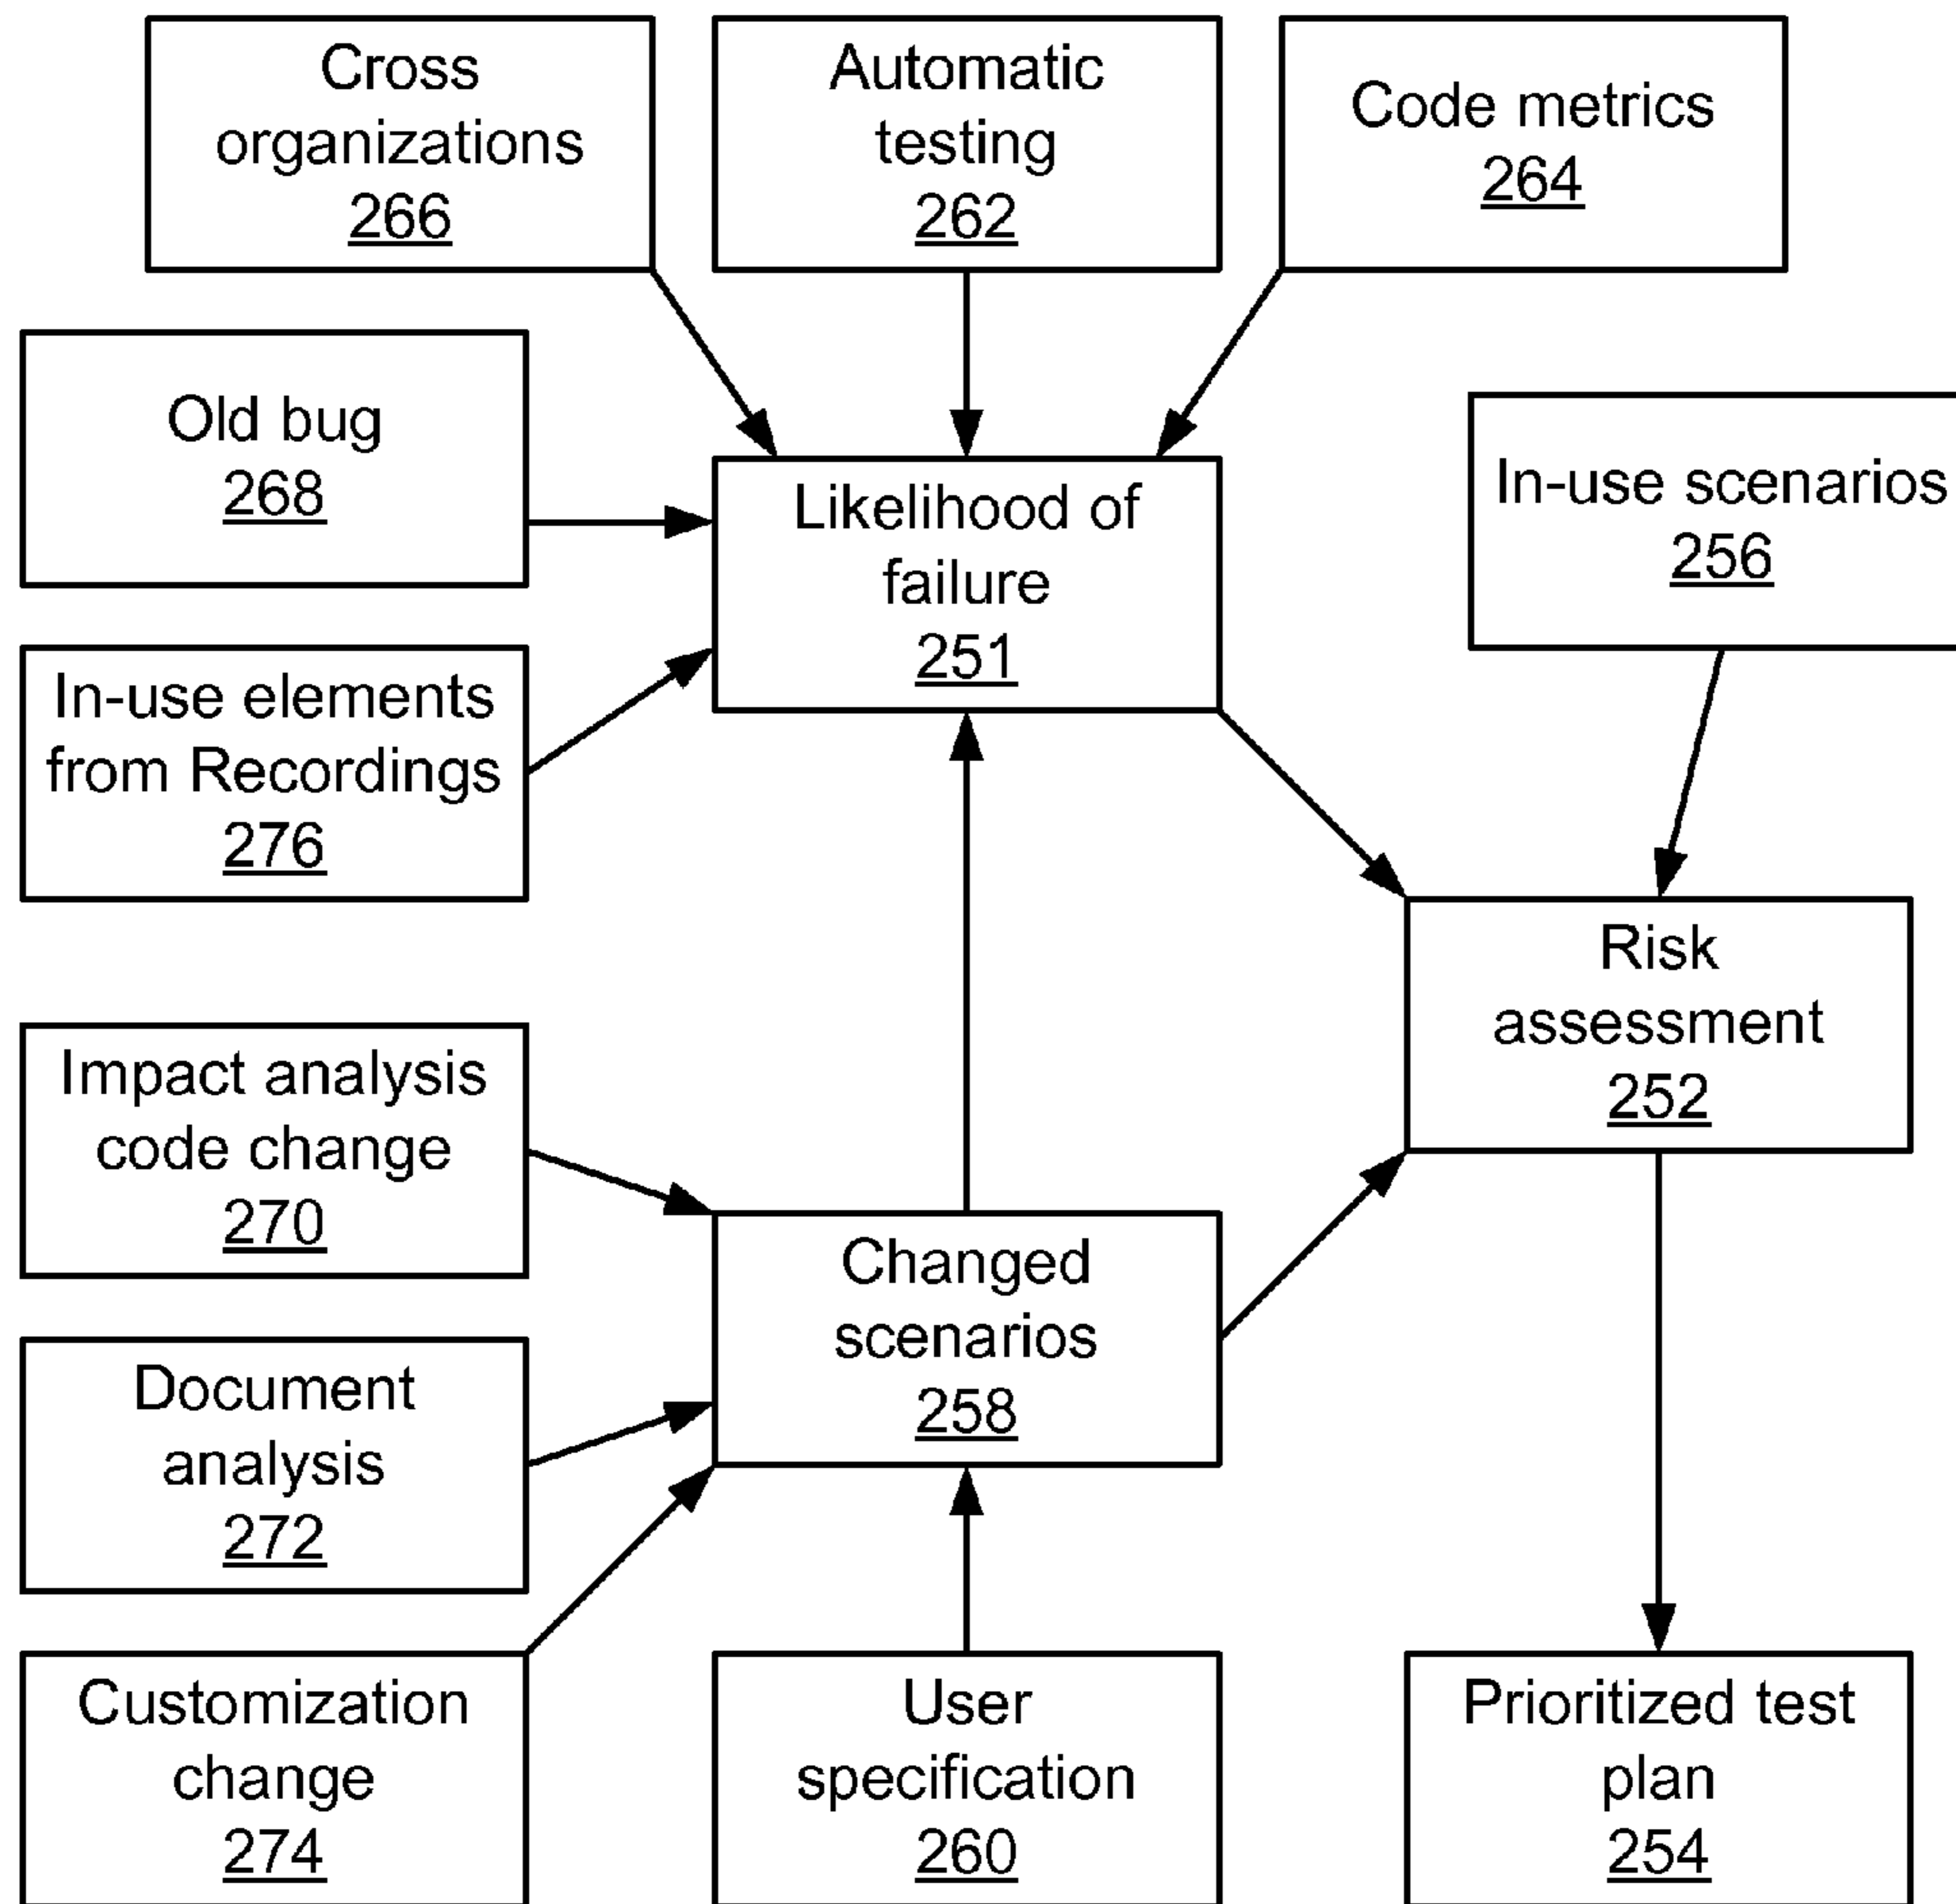 Cross
organizations
266
Automatic
testing
262
Code metrics
264
Old bug
268
Likelihood of
failure
251
In-use scenarios
256
In-use elements
from Recordings
276
Risk
assessment
252
Impact analysis
code change
270
Changed
scenarios
258
Document
analysis
272
Customization
change
274
User
specification
260
Prioritized test
plan
254